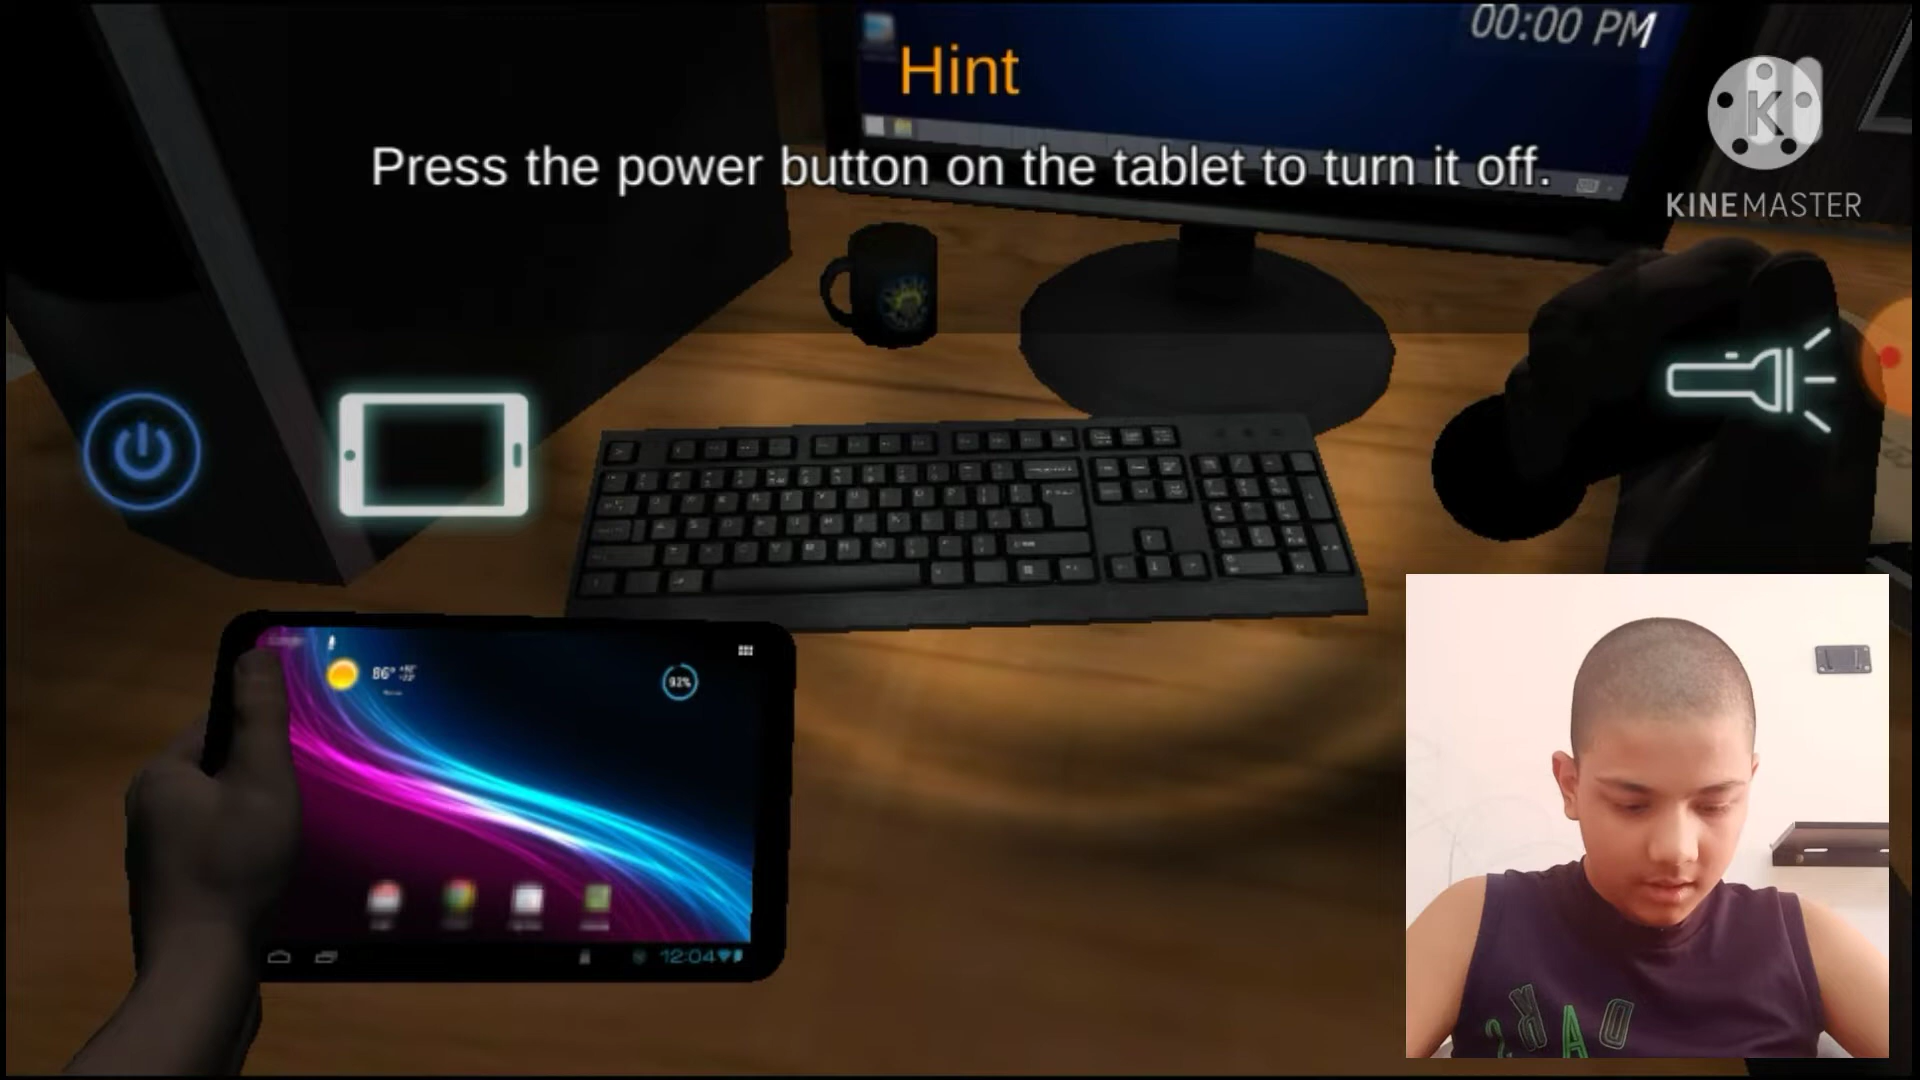 00:00 PM
Hint
Press the power button on the tablet to turn it off.
K
KINEMASTER
86°
92%
12:04